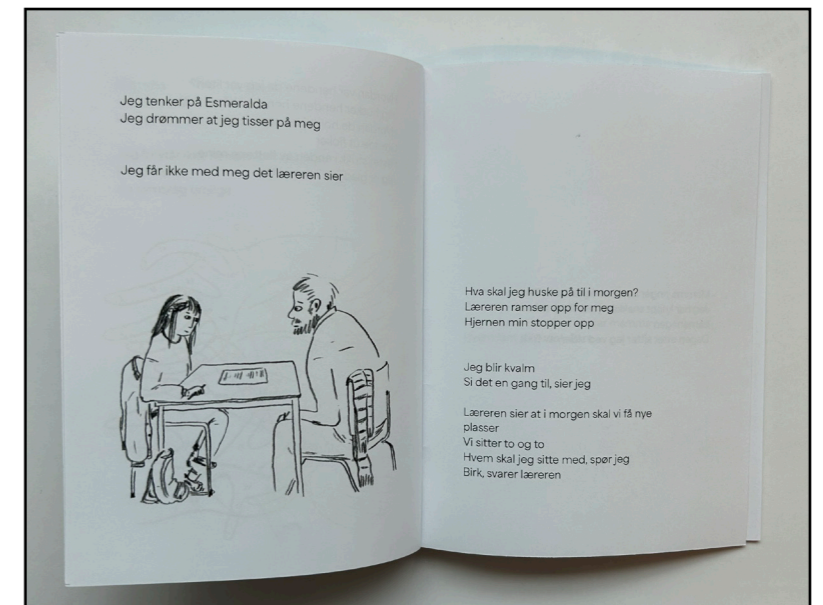 Jeg tenker på Esmeralda
Jeg drømmer at jeg tisser på meg
Jeg får ikke med meg det læreren sier
Hva skal jeg huske på til i morgen?
Læreren ramser opp for meg
Hjernen min stopper opp
Jeg blir kvalm
Si det en gang til, sier jeg
Læreren sier at i morgen skal vi få nye
plasser
Vi sitter to og to
Hvem skal jeg sitte med, spør jeg
Birk, svarer læreren